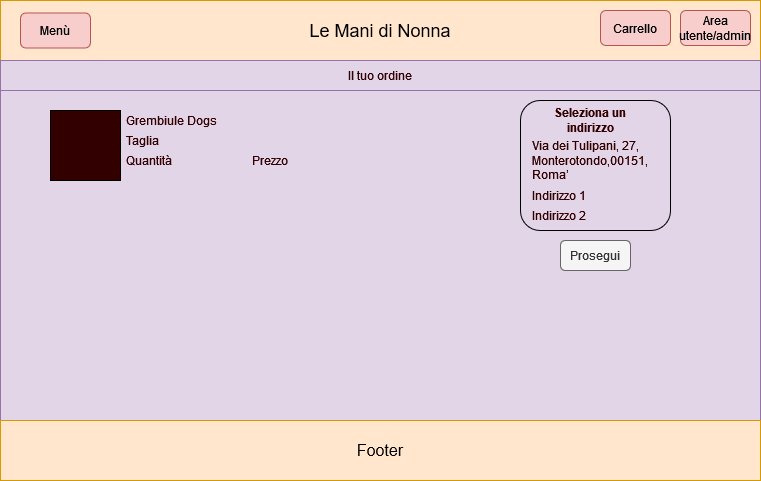 Menù
Le Mani di Nonna
Carrello
Area
utente/admin
Il tuo ordine
Grembiule Dogs
Taglia
Quantità
Prezzo
Seleziona un
indirizzo
Via dei Tulipani, 27,
Monterotondo,00151,
Roma'
Indirizzo 1
Indirizzo 2
Prosegui
Footer